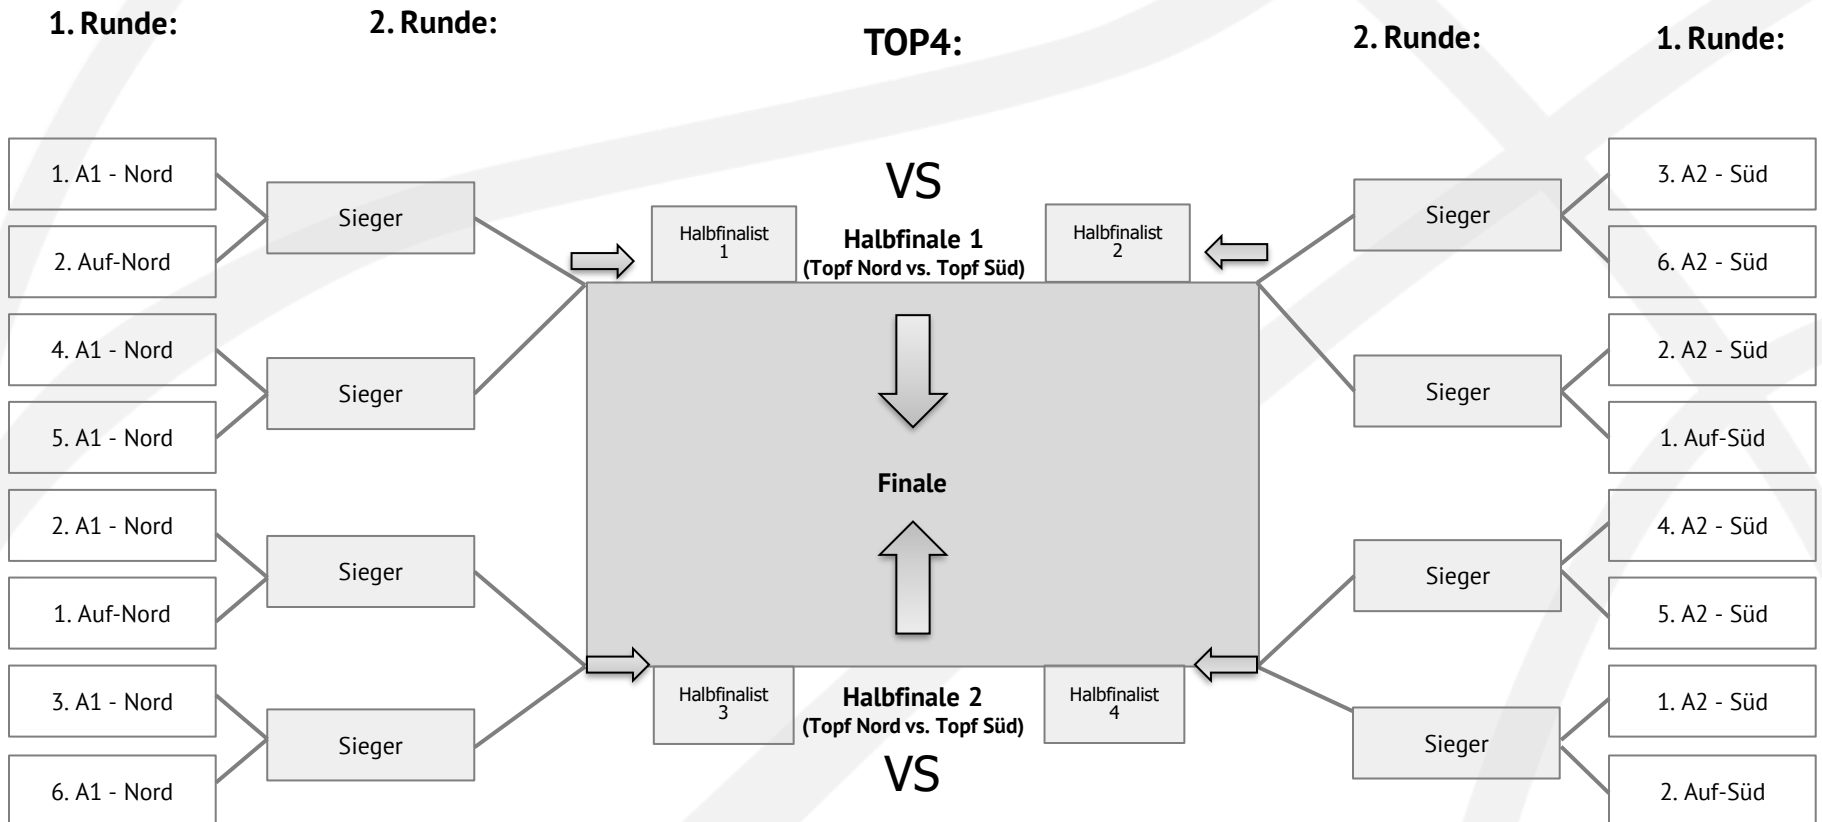 1. Runde:
2. Runde:
TOP4:
2. Runde:
1. Runde:
1. A1 - Nord
2. Auf-Nord
4. A1 - Nord
5. A1 - Nord
2. A1 - Nord
1. Auf-Nord
3. A1 - Nord
6. A1 - Nord
Sieger
Sieger
Sieger
Sieger
VS
Halbfinalist
1
Halbfinale 1
(Topf Nord vs. Topf Süd)
Halbfinalist
2
Finale
Halbfinalist
3
Halbfinale 2
(Topf Nord vs. Topf Süd)
Halbfinalist
4
VS
Sieger
Sieger
Sieger
Sieger
3. A2 - Süd
6. A2 - Süd
2. A2 - Süd
1. Auf-Süd
4. A2 - Süd
5. A2 - Süd
1. A2 - Süd
2. Auf-Süd